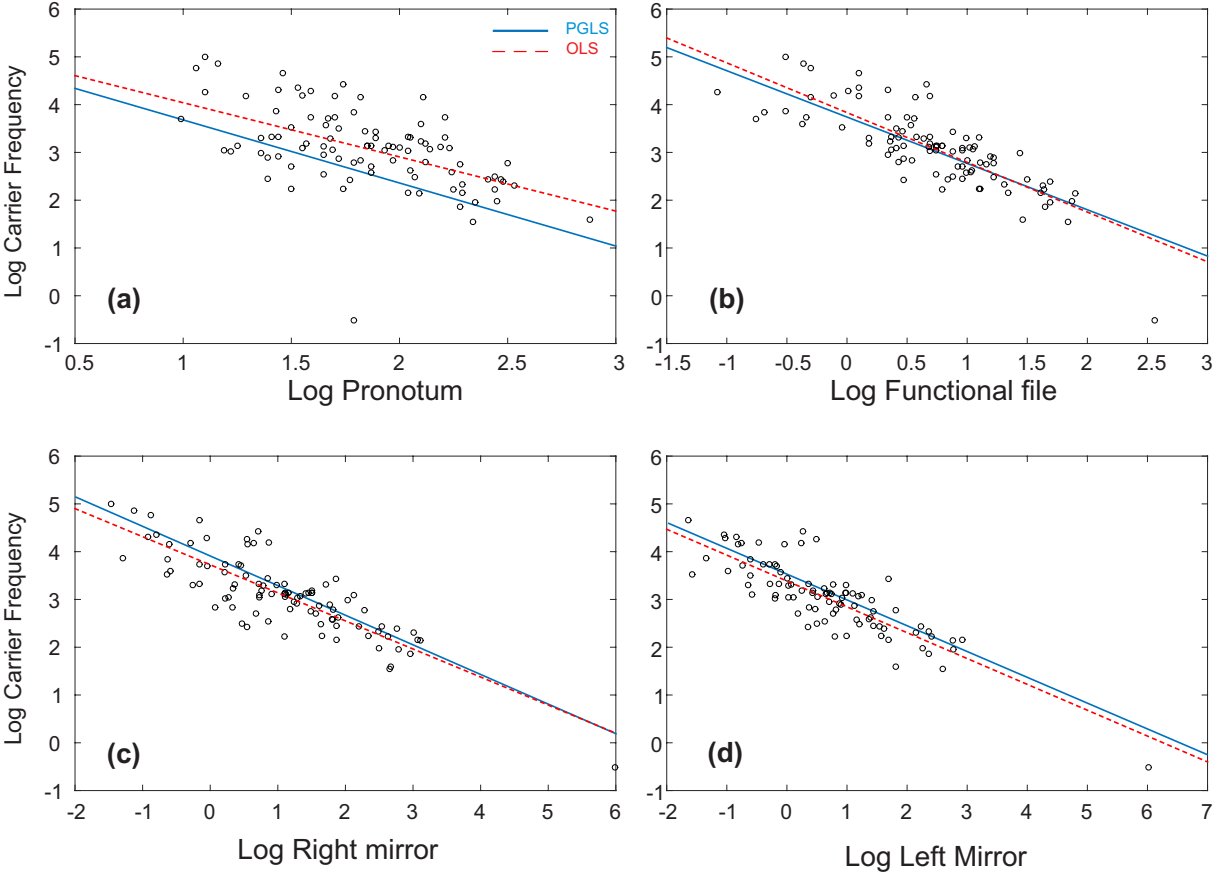 6
5
4
3
2
1
0
-1
Log Carrier Frequency
PGLS
OLS
(a)
0.5 1 1.5 2 2.5 3
Log Pronotum
6
5
4
3
2
1
0
-1
(b)
-1.5 -1 -0.5 0 0.5 1 1.5 2 2.5 3
Log Functional file
6
5
4
3
2
1
0
-1
Log Carrier Frequency
(c)
-2 -1 0 1 2 3 4 5 6
Log Right mirror
6
5
4
3
2
1
0
-1
(d)
-2 -1 0 1 2 3 4 5 6 7
Log Left Mirror